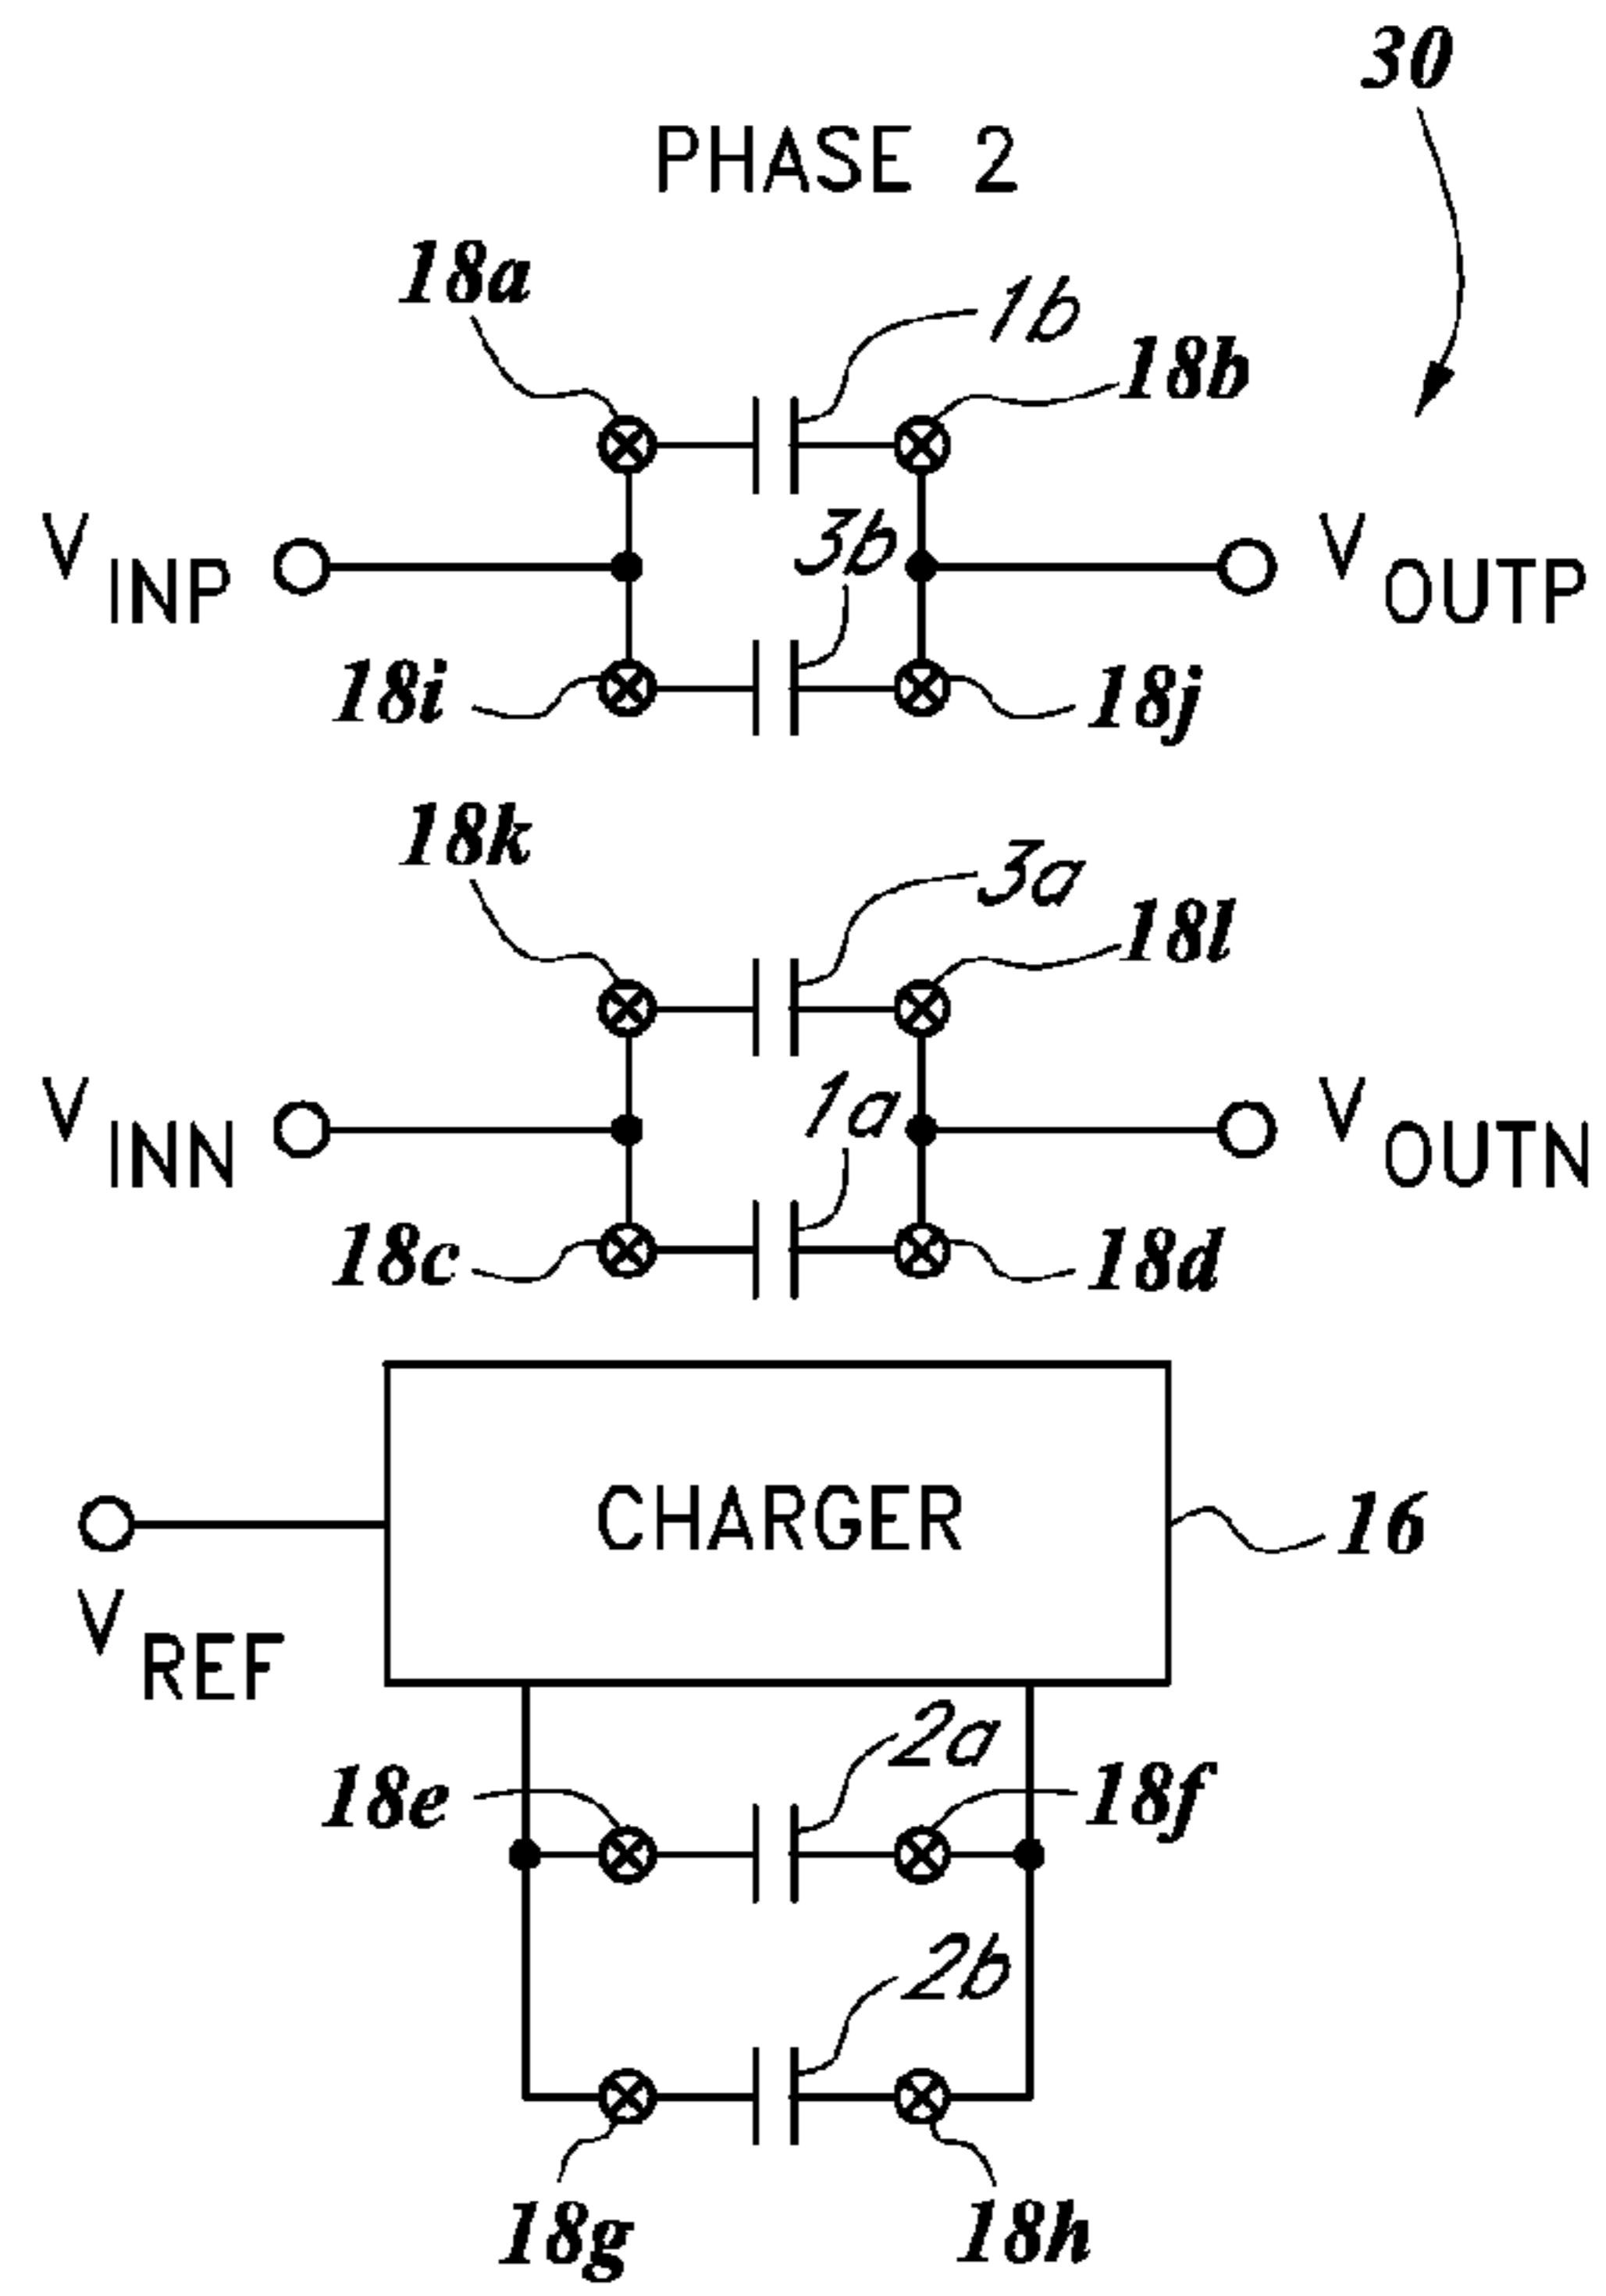 30
PHASE 2
18a
1b
18b
V INP
3b
V OUTP
18i
18j
18k
3a
18l
V INN
1a
V OUTN
18c
18d
CHARGER
16
V REF
2a
18e
18f
2b
18g
18h